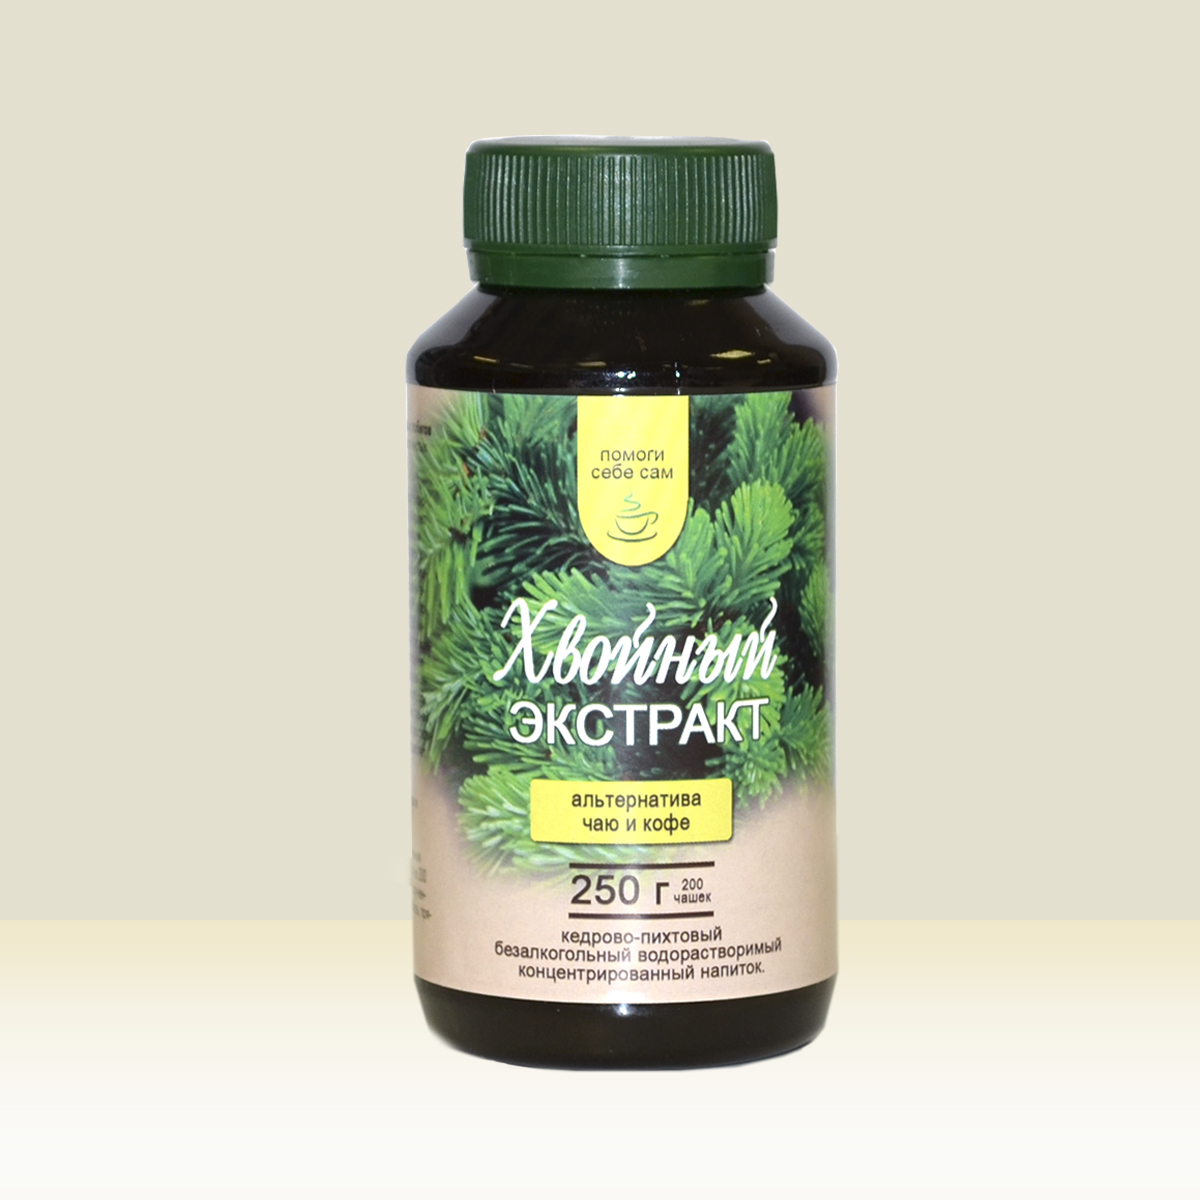 помоги
себе сам
Хвойный
ЭКСТРАКТ
альтернатива
чаю и кофе
250 г 200
чашек
кедрово-пихтовый
безалкогольный водорастворимый
концентрированный напиток.